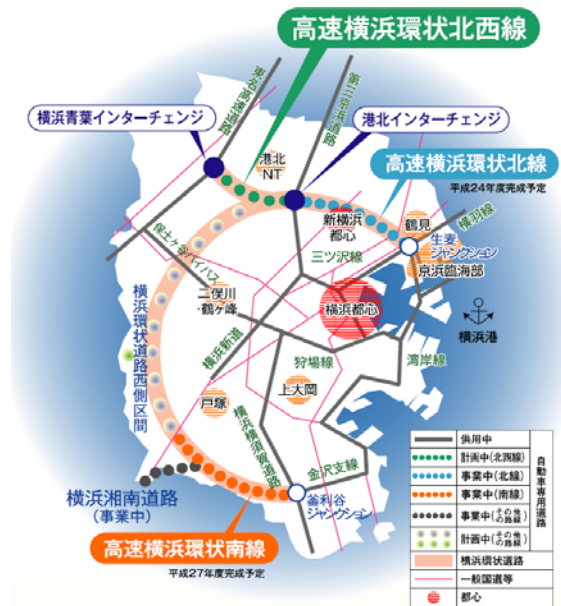 高速横浜環状北西線
東名高速道路
第三京浜道路
横浜青葉インターチェンジ
港北インターチェンジ
港北
NT
高速横浜環状北線
平成24年度完成予定
新横浜
都心
鶴見
横羽線
生麦
ジャンクション
京浜臨海部
保土ヶ谷バイパス
三ツ沢線
二俣川
・鶴ヶ峰
横浜都心
横浜港
横浜環状道路西側区間
横浜新道
狩場線
湾岸線
上大岡
戸塚
横浜横須賀道路
金沢支線
釜利谷
ジャンクション
横浜湘南道路
(事業中)
高速横浜環状南線
平成27年度完成予定
供用中
計画中(北西線)
事業中(北線)
事業中(南線)
事業中(その他の路線)
計画中(その他の路線)
自動車専用道路
横浜環状道路
一般国道等
都心